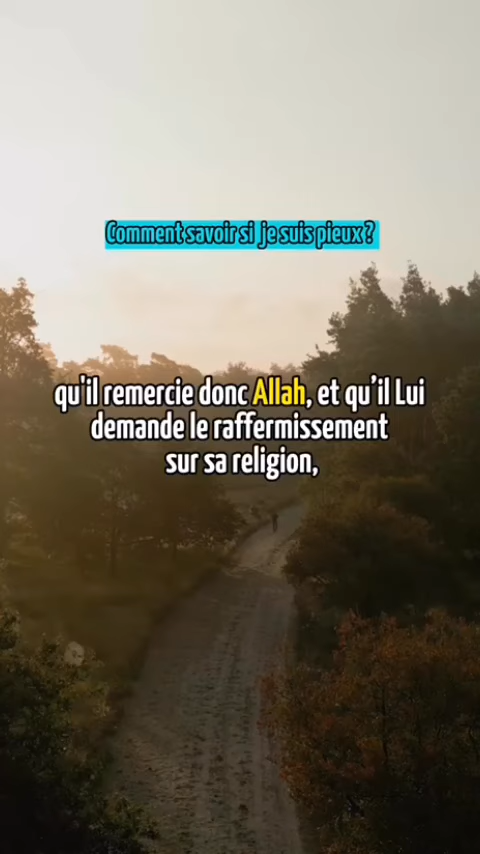 Comment savoir si je suis pieux ?
qu'il remercie donc Allah, et qu’il Lui
demande le raffermissement
sur sa religion,